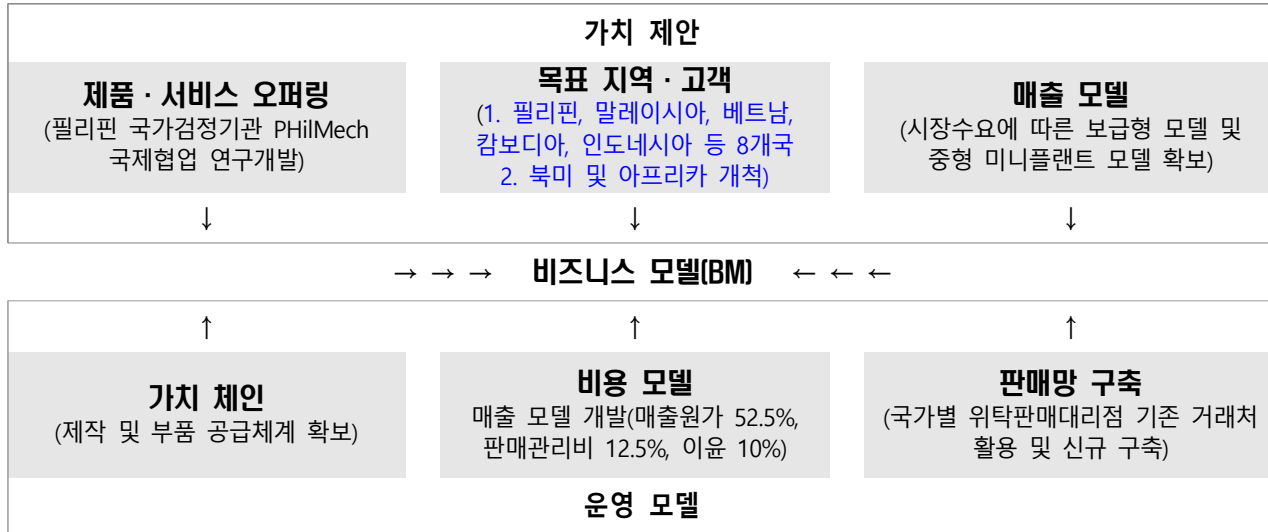 가치 제안
제품 · 서비스 오퍼링
(필리핀 국가검정기관 PHilMech
국제협업 연구개발)
목표 지역 · 고객
(1. 필리핀, 말레이시아, 베트남,
캄보디아, 인도네시아 등 8개국
2. 북미 및 아프리카 개척)
매출 모델
(시장수요에 따른 보급형 모델 및
중형 미니플랜트 모델 확보)
↓ ↓ ↓
→ → → 비즈니스 모델(BM) ← ← ←
↑ ↑ ↑
가치 체인
(제작 및 부품 공급체계 확보)
비용 모델
매출 모델 개발(매출원가 52.5%,
판매관리비 12.5%, 이윤 10%)
판매망 구축
(국가별 위탁판매대리점 기존 거래처
활용 및 신규 구축)
운영 모델